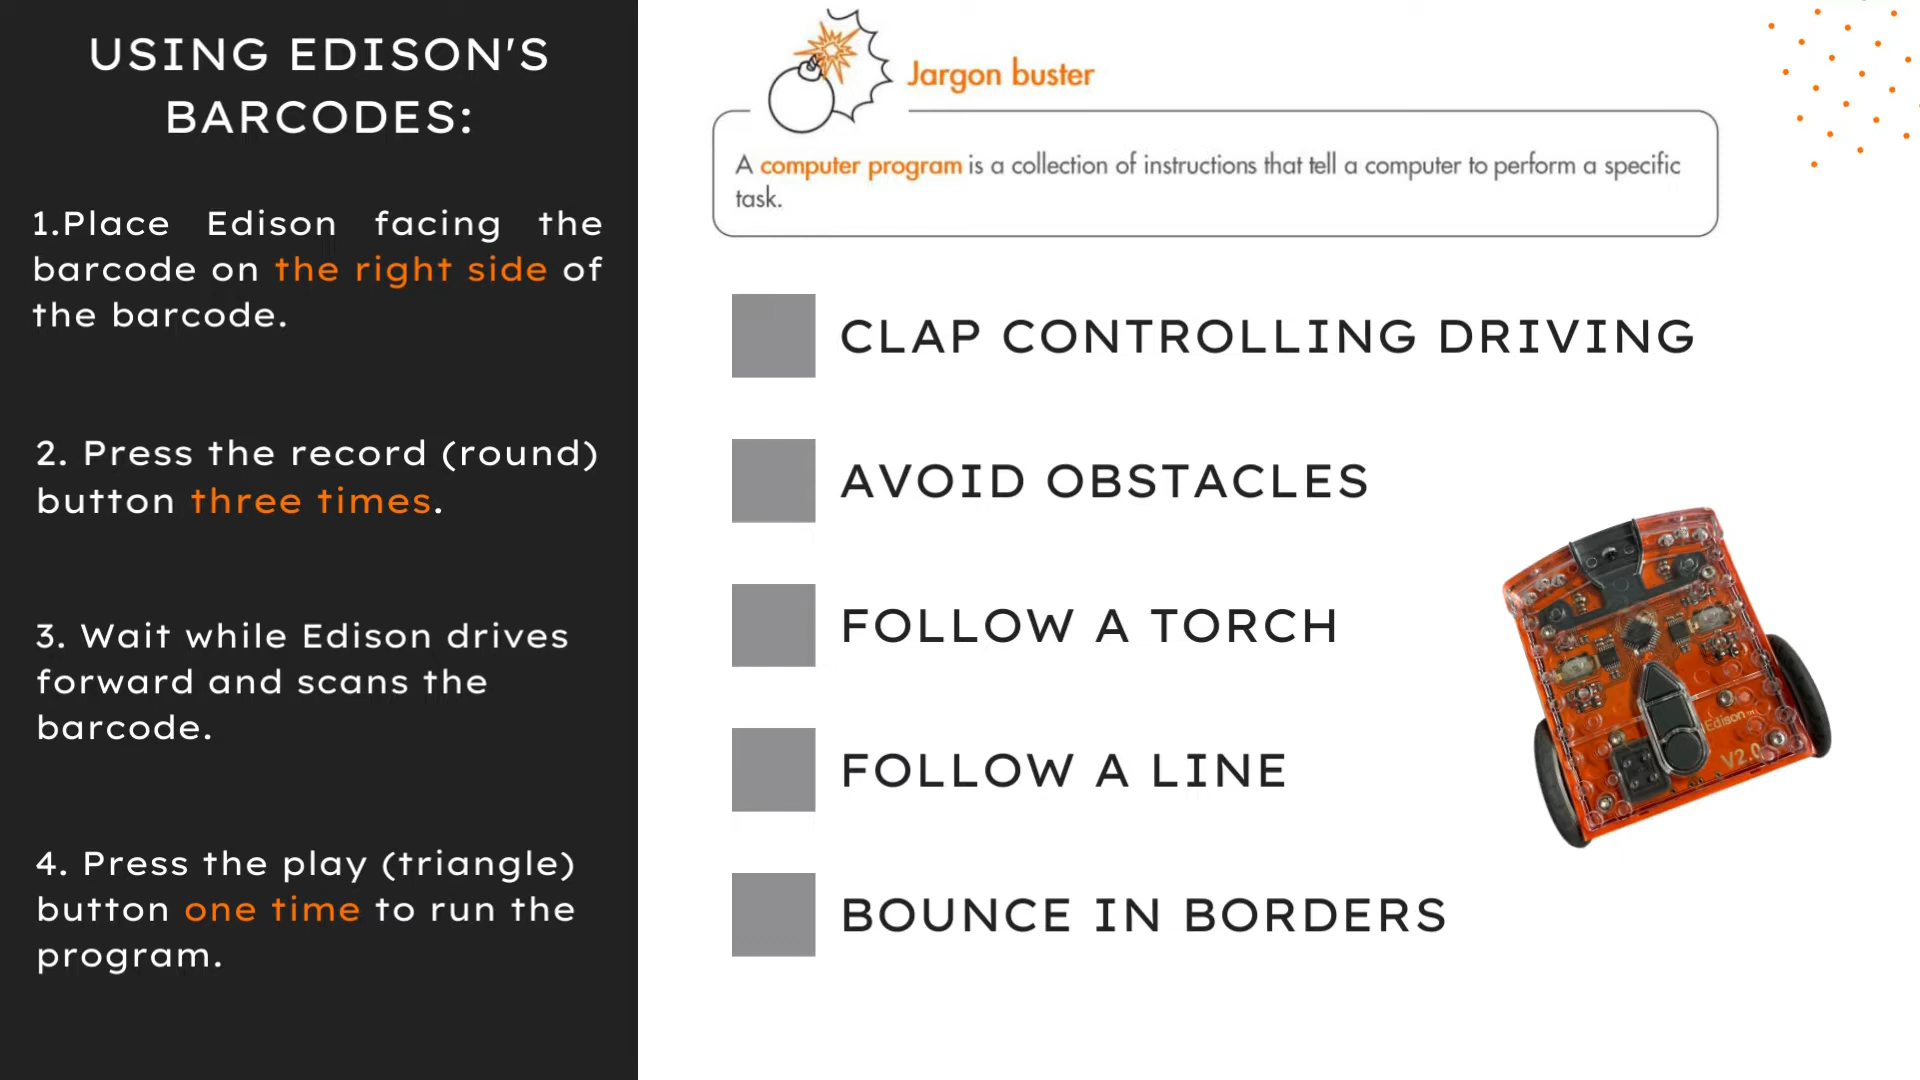 USING EDISON'S
BARCODES:
1.Place Edison facing the
barcode on the right side of
the barcode.
2. Press the record (round)
button three times.
3. Wait while Edison drives
forward and scans the
barcode.
4. Press the play (triangle)
button one time to run the
program.
Jargon buster
A computer program is a collection of instructions that tell a computer to perform a specific
task.
CLAP CONTROLLING DRIVING
AVOID OBSTACLES
FOLLOW A TORCH
FOLLOW A LINE
BOUNCE IN BORDERS
Edison™
V2.0